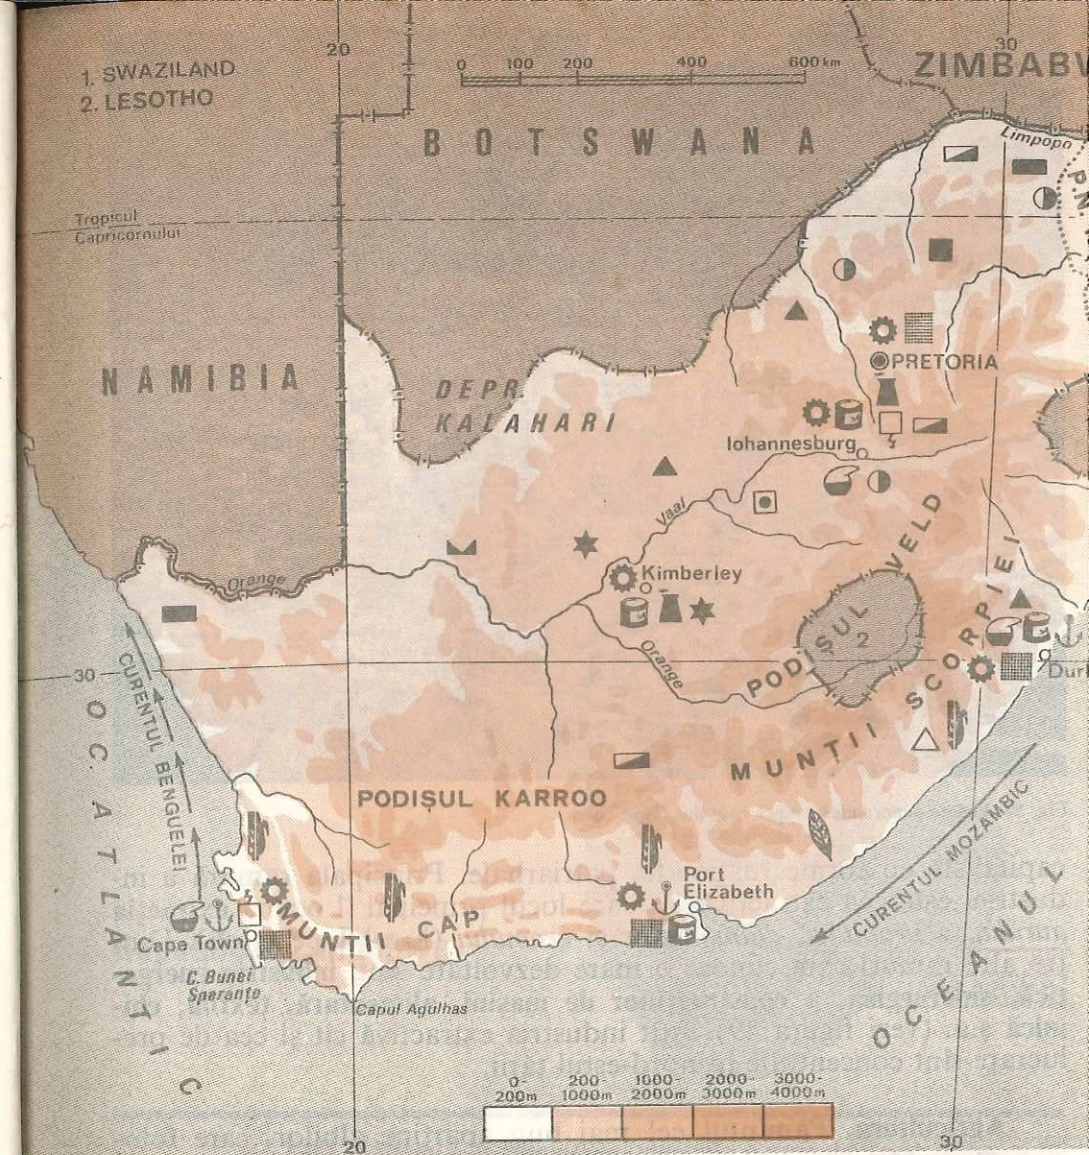 20
30
1. SWAZILAND
2. LESOTHO
0 100 200 400 600 km
BOTSWANA
Limpopo
Tropicul
Capricornului
NAMIBIA
DEPR.
KALAHARI
PRETORIA
Iohannesburg
Vaal
VELD
Kimberley
Orange
PODIȘUL
2
Orange
30
MUNȚII SCORPIEI
CURENTUL BENGUELEI
PODIȘUL KARROO
CURENTUL MOZAMBIC
Port
Elizabeth
MUNȚII CAP
Cape Town
C. Bunei
Speranțe
Capul Agulhas
OC. ATLANTIC
OCEANUL
0-
200m
200-
1000m
1000-
2000m
2000-
3000m
3000-
4000m
20
30